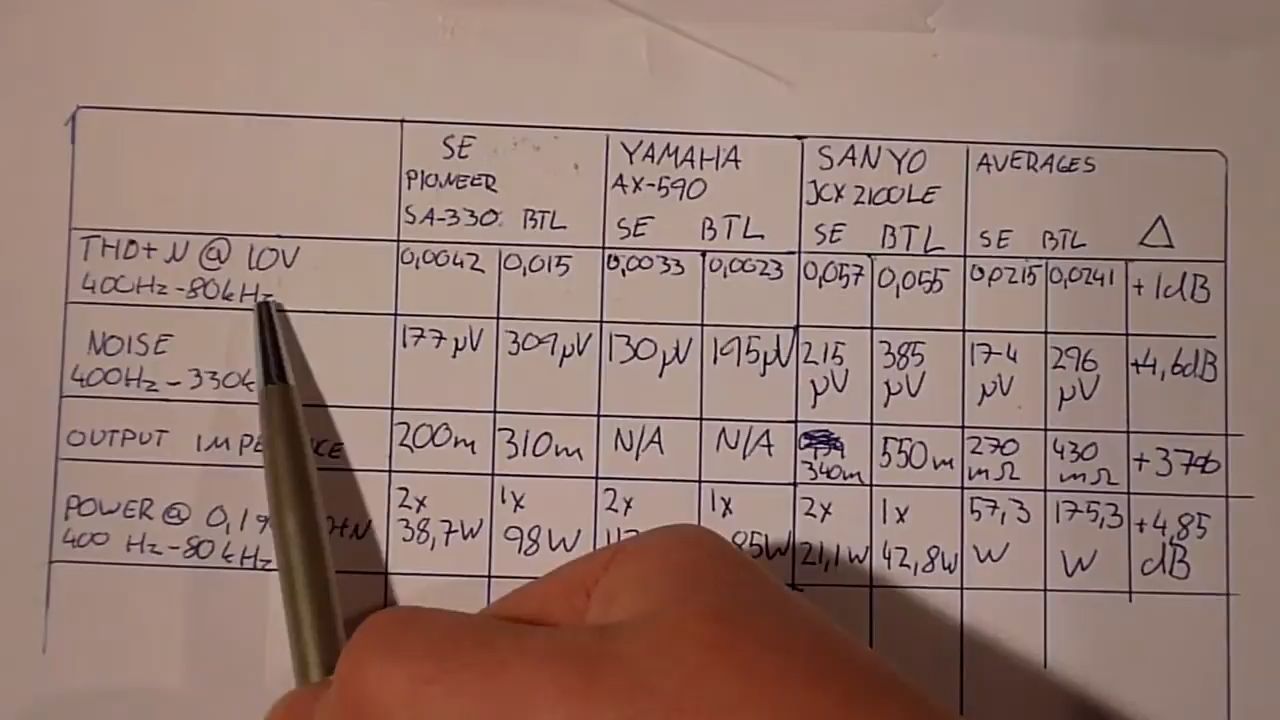 SE
PIONEER
SA-330. BTL
YAMAHA
AX-590
SE BTL
SANYO
JCX 2100LE
SE BTL
AVERAGES
SE BTL Δ
THD+N @ 10V
400Hz-80kHz
0,0042 0,015 0,0033 0,0023 0,057 0,055 0,0215 0,0241 +1dB
NOISE
400Hz-330k
177µV 309µV 130µV 195µV 215 µV 385 µV 174 µV 296 µV +4,6dB
OUTPUT
200m 310m N/A N/A 340m 550m 270 mΩ 430 mΩ
POWER @
400 Hz-80kHz
2x 38,7W 1x 98W 2x 1x 2x 21,1W 1x 42,8W 57,3 W 175,3 W +4,85 dB